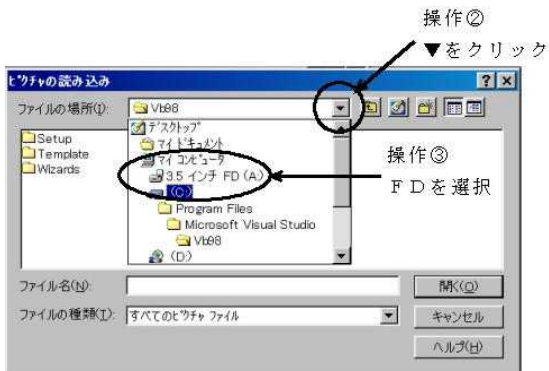 操作②
▼をクリック
ﾋﾟｸﾁｬの読み込み
ファイルの場所(I):
Vb98
Setup
Template
Wizards
ﾃﾞｽｸﾄｯﾌﾟ
ﾏｲ ﾄﾞｷｭﾒﾝﾄ
ﾏｲ ｺﾝﾋﾟｭｰﾀ
3.5 インチ FD (A:)
(C:)
Program Files
Microsoft Visual Studio
Vb98
(D:)
操作③
ＦＤを選択
ファイル名(N):
開く(O)
ファイルの種類(T):
すべてのﾋﾟｸﾁｬ ﾌｧｲﾙ
キャンセル
ヘルプ(H)